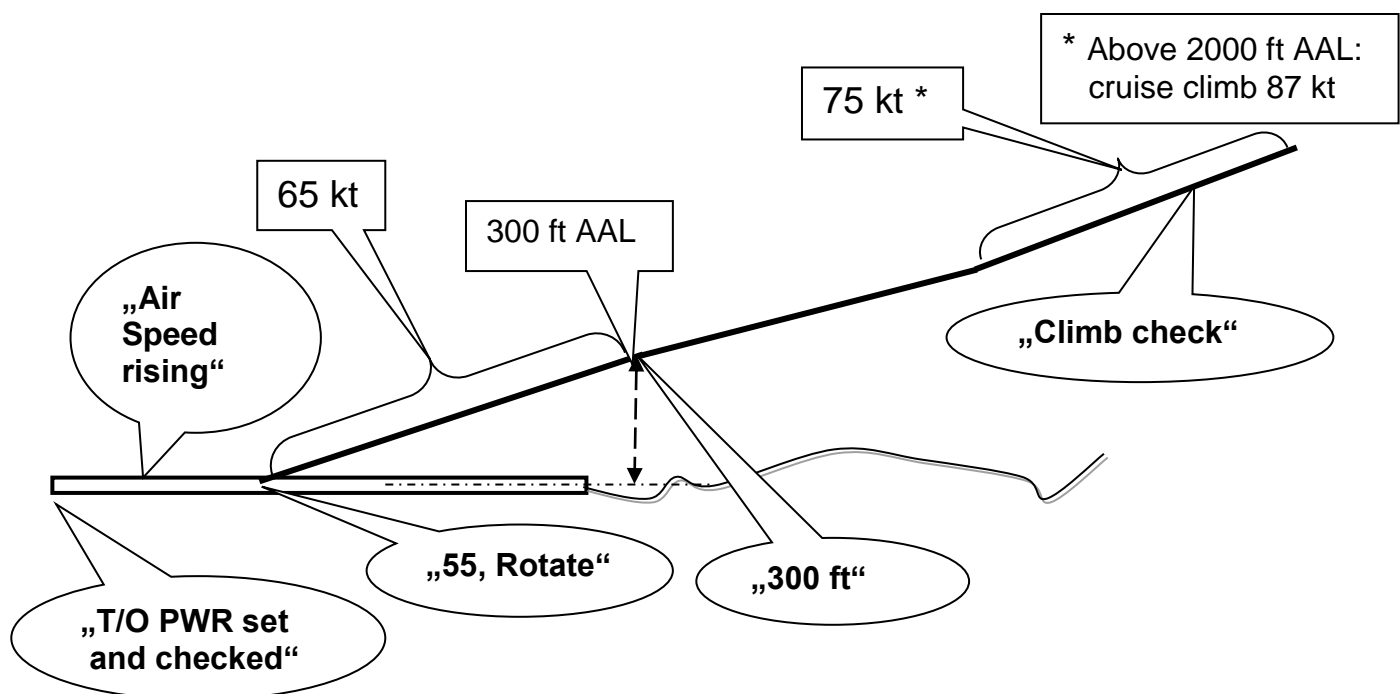 * Above 2000 ft AAL:
cruise climb 87 kt
75 kt *
65 kt
300 ft AAL
„Air
Speed
rising“
„Climb check“
„55, Rotate“
„300 ft“
„T/O PWR set
and checked“